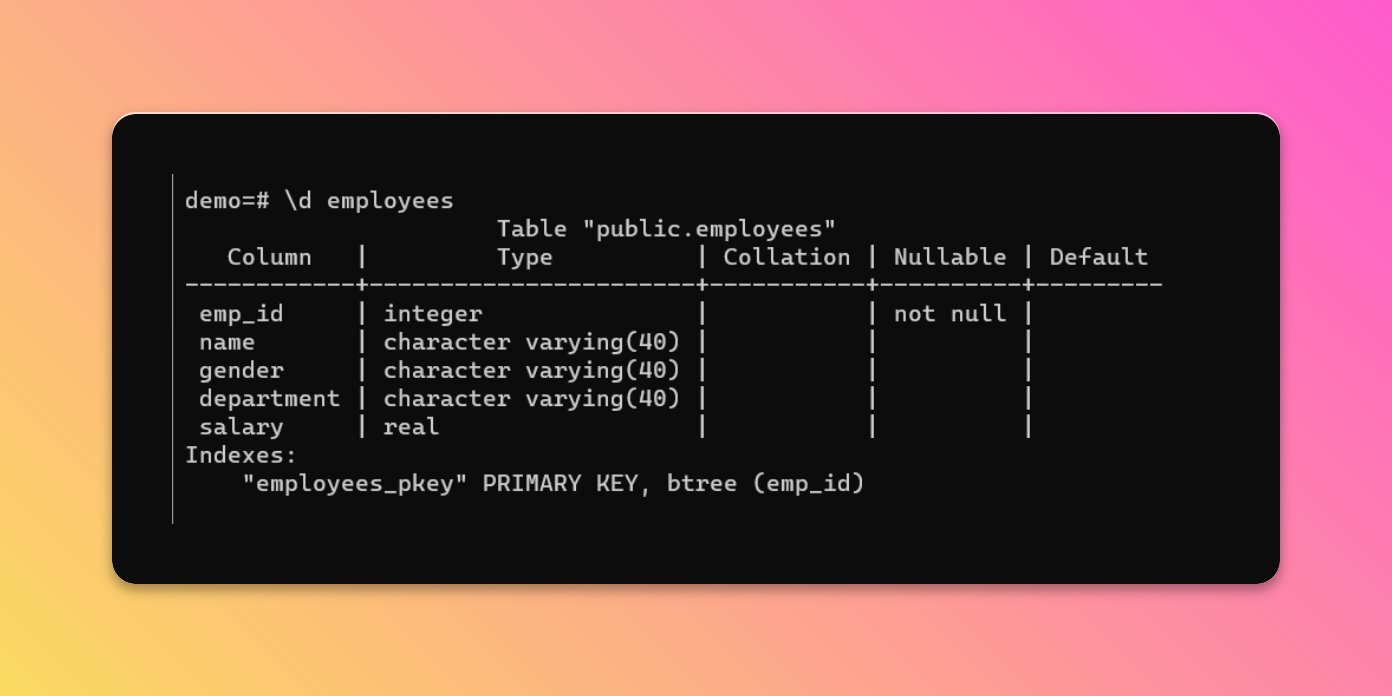 demo=# \d employees
                      Table "public.employees"
   Column   |         Type          | Collation | Nullable | Default
------------+-----------------------+-----------+----------+---------
 emp_id     | integer               |           | not null |
 name       | character varying(40) |           |          |
 gender     | character varying(40) |           |          |
 department | character varying(40) |           |          |
 salary     | real                  |           |          |
Indexes:
    "employees_pkey" PRIMARY KEY, btree (emp_id)